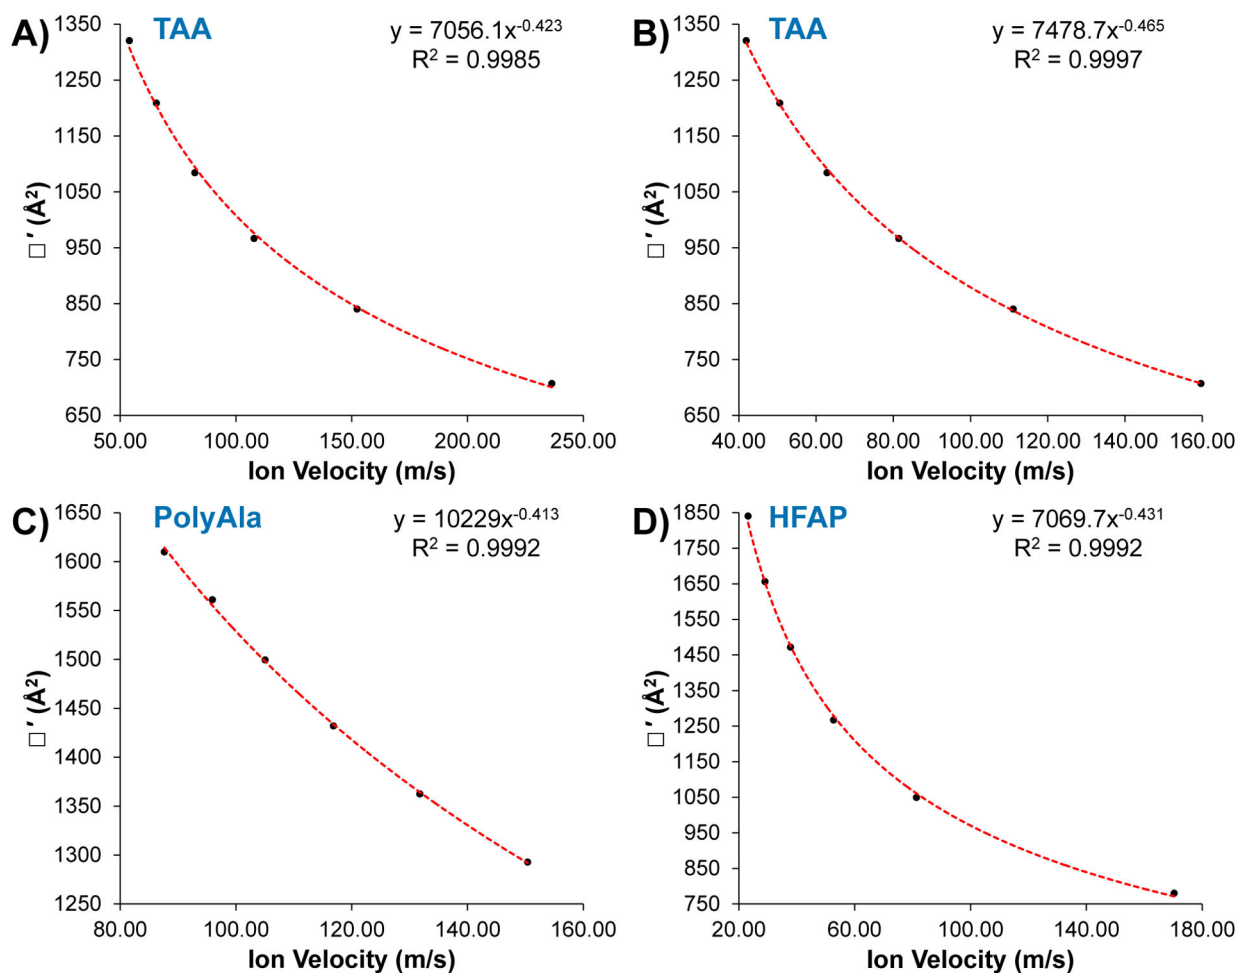 A) TAA
y = 7056.1x^-0.423
R² = 0.9985
1350
1250
1150
1050
950
850
750
650
□′ (Å²)
50.00 100.00 150.00 200.00 250.00
Ion Velocity (m/s)
B) TAA
y = 7478.7x^-0.465
R² = 0.9997
1350
1250
1150
1050
950
850
750
650
□′ (Å²)
40.00 60.00 80.00 100.00 120.00 140.00 160.00
Ion Velocity (m/s)
C) PolyAla
y = 10229x^-0.413
R² = 0.9992
1650
1600
1550
1500
1450
1400
1350
1300
1250
□′ (Å²)
80.00 100.00 120.00 140.00 160.00
Ion Velocity (m/s)
D) HFAP
y = 7069.7x^-0.431
R² = 0.9992
1850
1750
1650
1550
1450
1350
1250
1150
1050
950
850
750
□′ (Å²)
20.00 60.00 100.00 140.00 180.00
Ion Velocity (m/s)